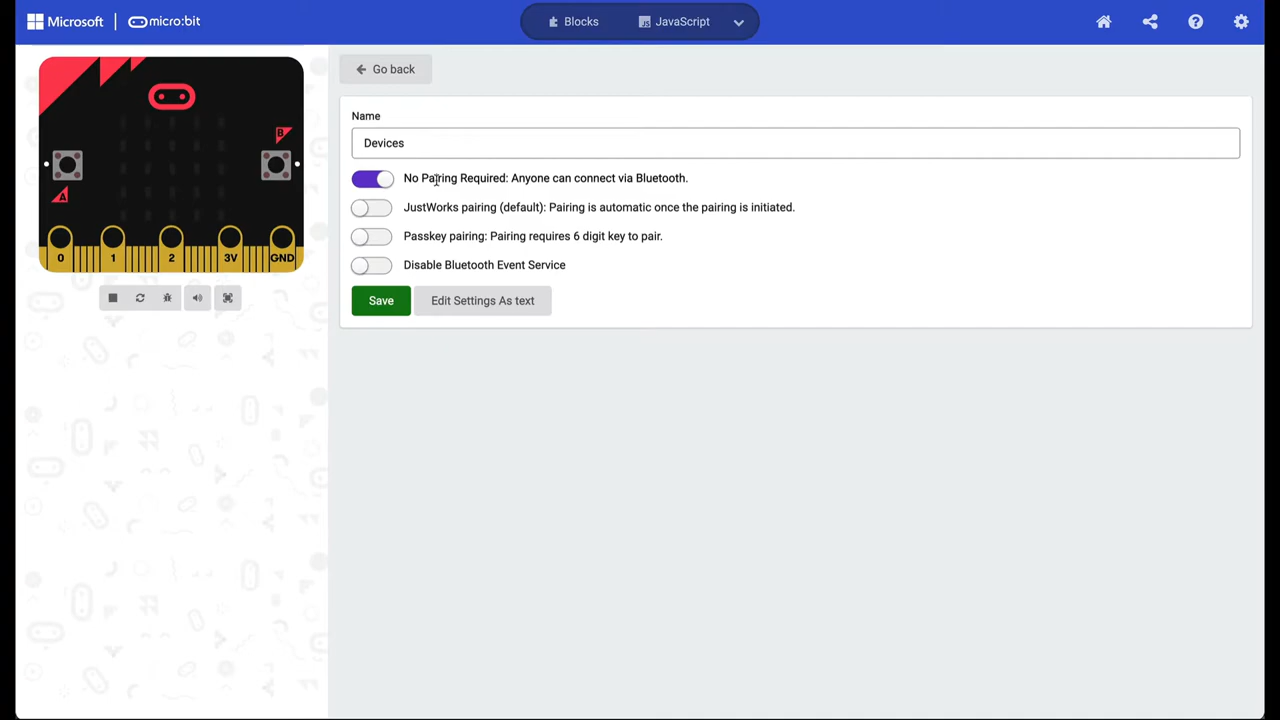 Microsoft micro:bit Blocks JavaScript
Go back
Name
Devices
No Pairing Required: Anyone can connect via Bluetooth.
JustWorks pairing (default): Pairing is automatic once the pairing is initiated.
Passkey pairing: Pairing requires 6 digit key to pair.
Disable Bluetooth Event Service
Save Edit Settings As text
B
A
0 1 2 3V GND